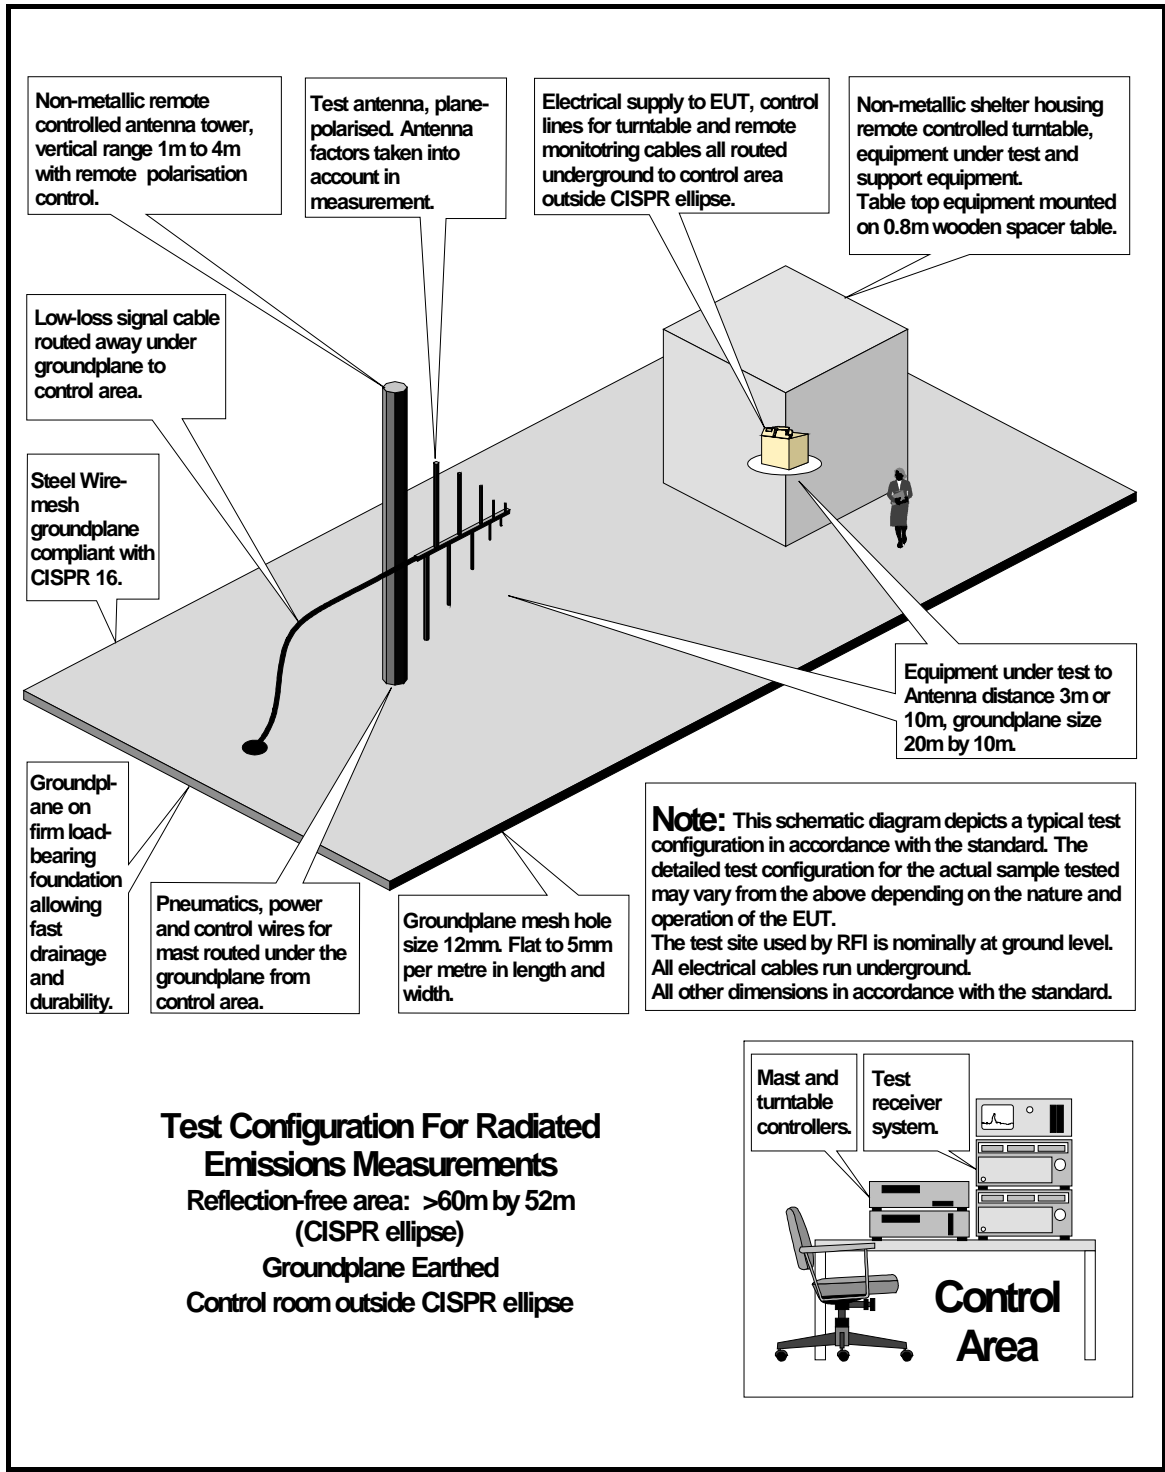 Non-metallic remote
controlled antenna tower,
vertical range 1m to 4m
with remote polarisation
control.
Test antenna, plane-
polarised. Antenna
factors taken into
account in
measurement.
Electrical supply to EUT, control
lines for turntable and remote
monitotring cables all routed
underground to control area
outside CISPR ellipse.
Non-metallic shelter housing
remote controlled turntable,
equipment under test and
support equipment.
Table top equipment mounted
on 0.8m wooden spacer table.
Low-loss signal cable
routed away under
groundplane to
control area.
Steel Wire-
mesh
groundplane
compliant with
CISPR 16.
Equipment under test to
Antenna distance 3m or
10m, groundplane size
20m by 10m.
Groundpl-
ane on
firm load-
bearing
foundation
allowing
fast
drainage
and
durability.
Pneumatics, power
and control wires for
mast routed under the
groundplane from
control area.
Groundplane mesh hole
size 12mm. Flat to 5mm
per metre in length and
width.
Note: This schematic diagram depicts a typical test
configuration in accordance with the standard. The
detailed test configuration for the actual sample tested
may vary from the above depending on the nature and
operation of the EUT.
The test site used by RFI is nominally at ground level.
All electrical cables run underground.
All other dimensions in accordance with the standard.
Test Configuration For Radiated
Emissions Measurements
Reflection-free area: >60m by 52m
(CISPR ellipse)
Groundplane Earthed
Control room outside CISPR ellipse
Mast and
turntable
controllers.
Test
receiver
system.
Control
Area